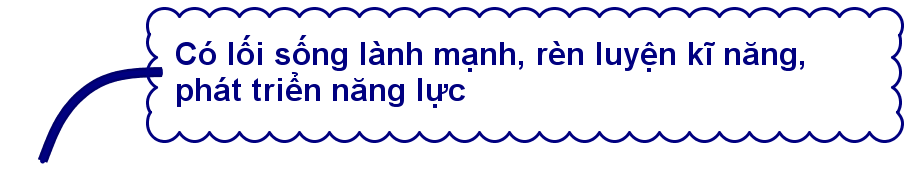 Có lối sống lành mạnh, rèn luyện kĩ năng,
phát triển năng lực